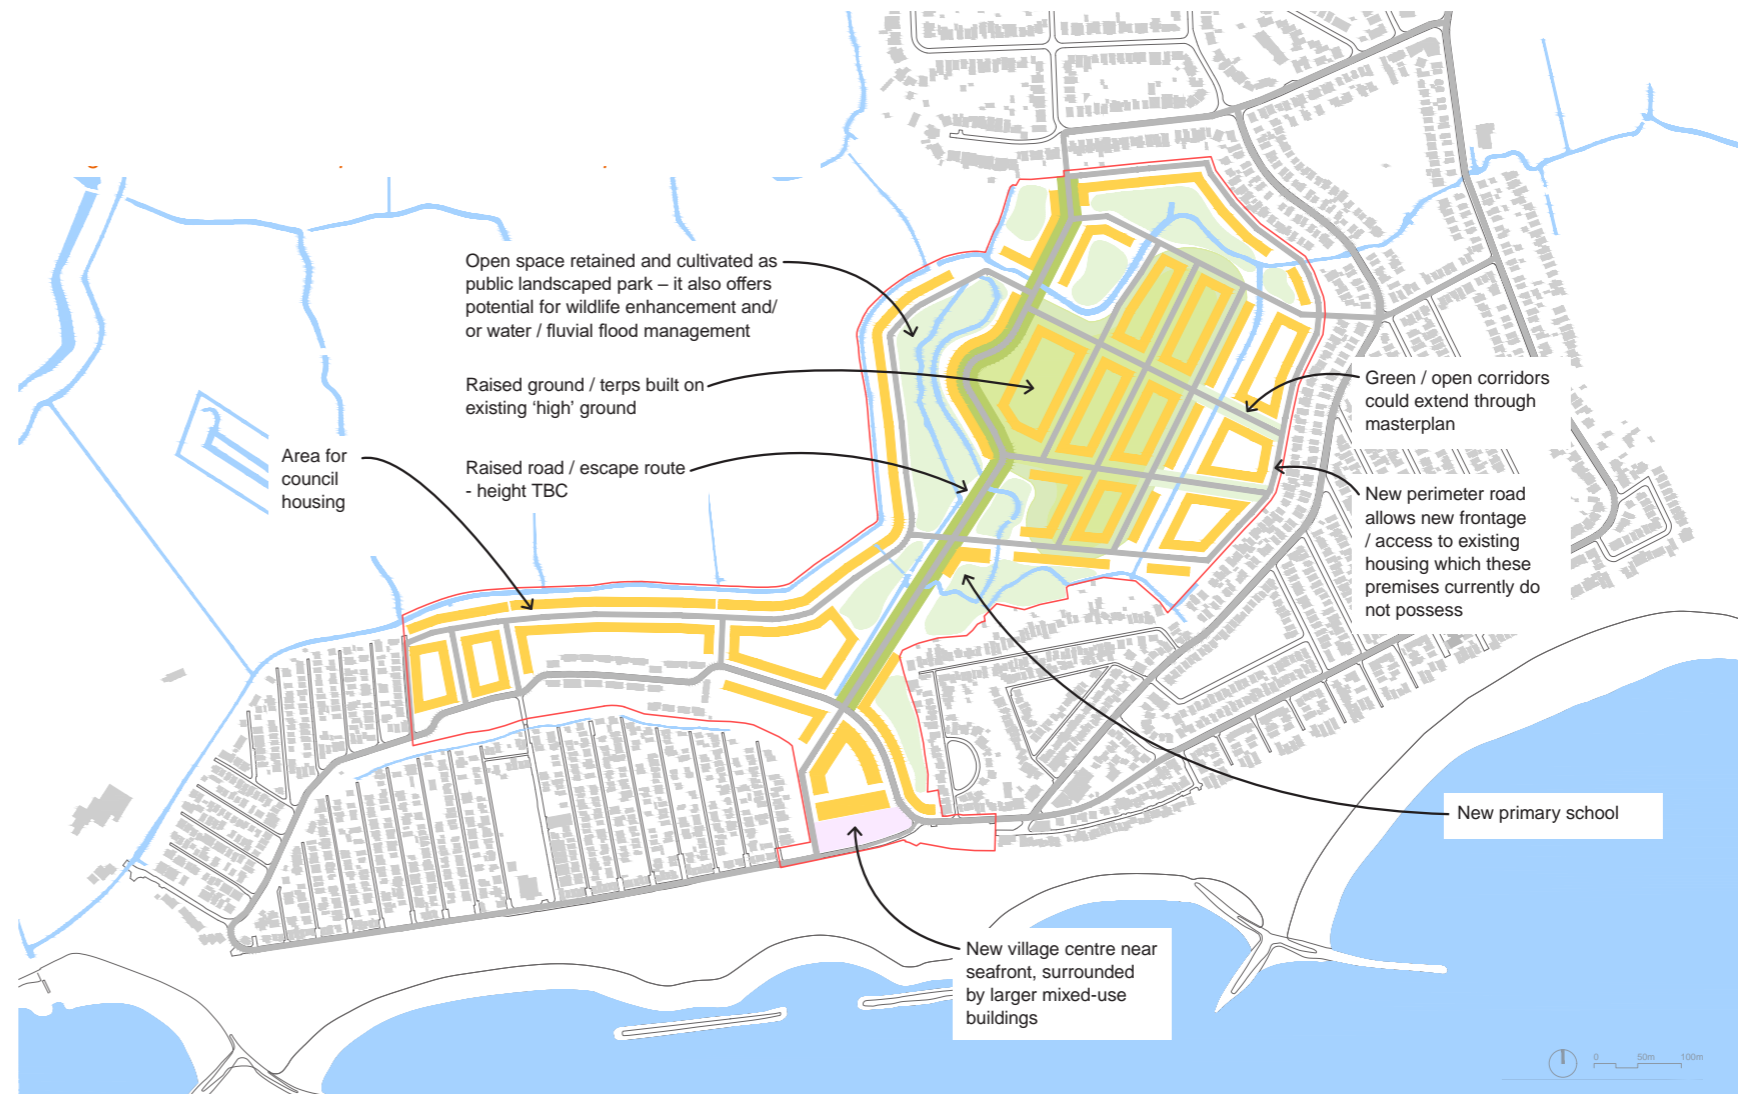 Open space retained and cultivated as
public landscaped park – it also offers
potential for wildlife enhancement and/
or water / fluvial flood management
Raised ground / terps built on
existing ‘high’ ground
Area for
council
housing
Raised road / escape route
- height TBC
Green / open corridors
could extend through
masterplan
New perimeter road
allows new frontage
/ access to existing
housing which these
premises currently do
not possess
New primary school
New village centre near
seafront, surrounded
by larger mixed-use
buildings
0 50m 100m